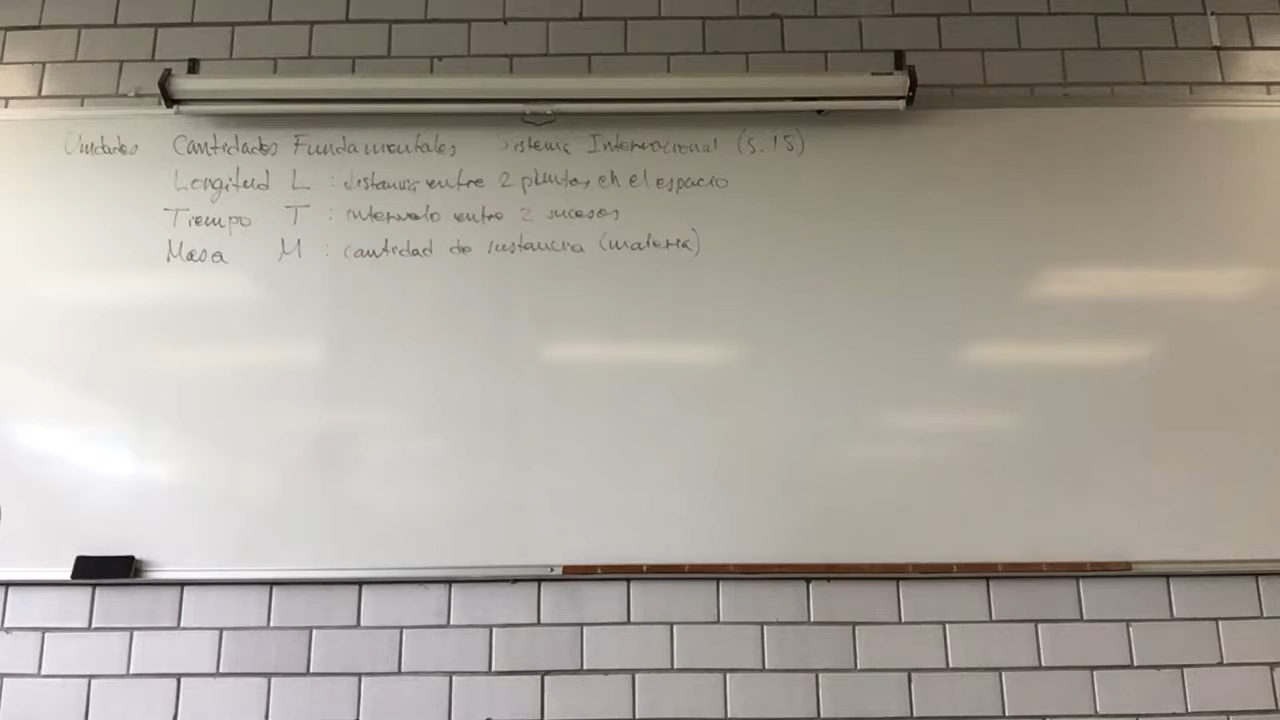 Unidades Cantidades Fundamentales Sistema Internacional (S.I S)
Longitud L : distancia entre 2 puntos en el espacio
Tiempo T : intervalo entre 2 sucesos
Masa M : cantidad de sustancia (materia)